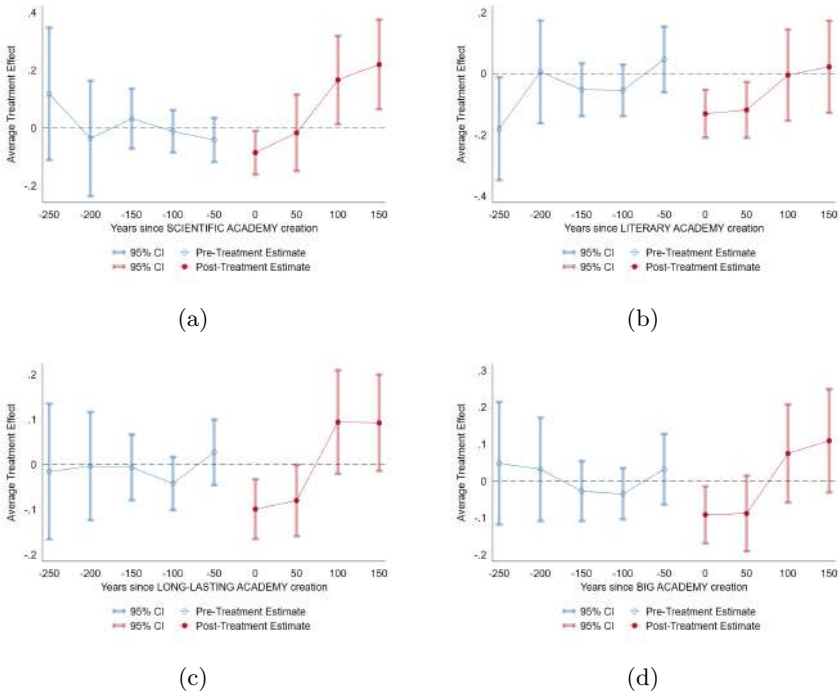 .4
.2
0
-.2
Average Treatment Effect
-250 -200 -150 -100 -50 0 50 100 150
Years since SCIENTIFIC ACADEMY creation
95% CI Pre-Treatment Estimate
95% CI Post-Treatment Estimate
(a)
.2
0
-.2
-.4
Average Treatment Effect
-250 -200 -150 -100 -50 0 50 100 150
Years since LITERARY ACADEMY creation
95% CI Pre-Treatment Estimate
95% CI Post-Treatment Estimate
(b)
.2
.1
0
-.1
-.2
Average Treatment Effect
-250 -200 -150 -100 -50 0 50 100 150
Years since LONG-LASTING ACADEMY creation
95% CI Pre-Treatment Estimate
95% CI Post-Treatment Estimate
(c)
.3
.2
.1
0
-.1
-.2
Average Treatment Effect
-250 -200 -150 -100 -50 0 50 100 150
Years since BIG ACADEMY creation
95% CI Pre-Treatment Estimate
95% CI Post-Treatment Estimate
(d)